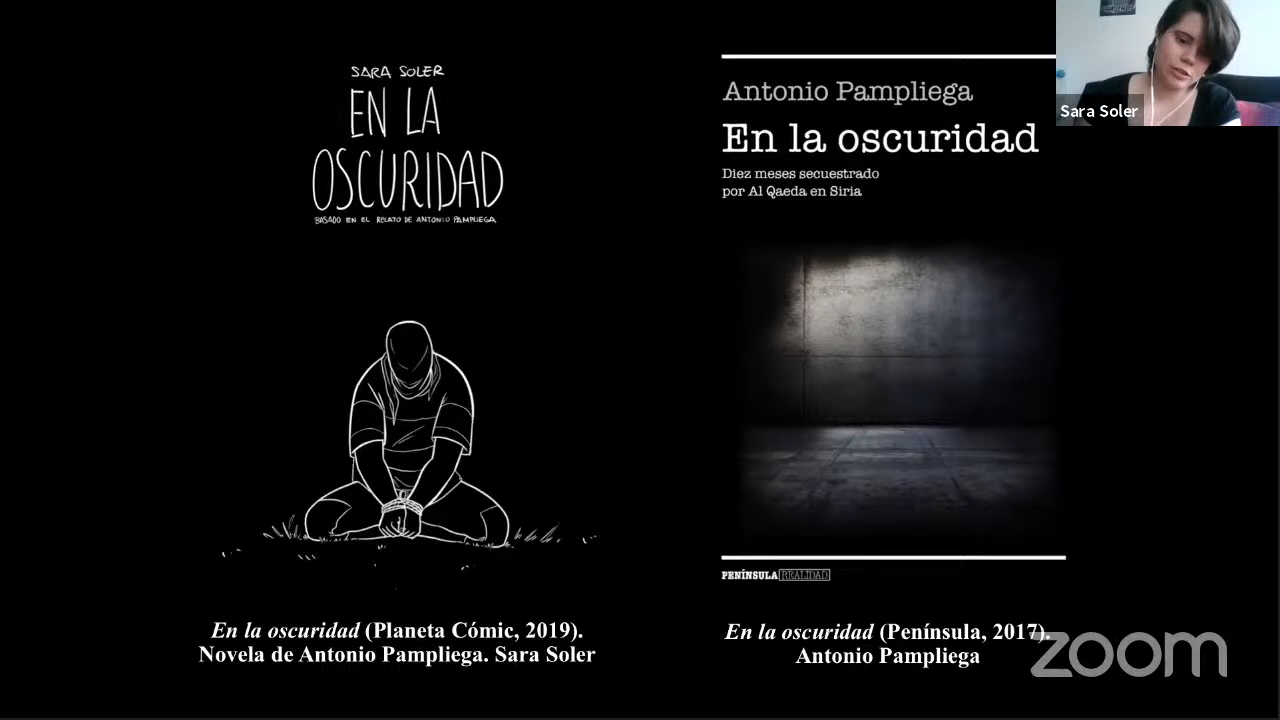 SARA SOLER
EN LA
OSCURIDAD
BASADO EN EL RELATO DE ANTONIO PAMPLIEGA
En la oscuridad (Planeta Cómic, 2019).
Novela de Antonio Pampliega. Sara Soler
Antonio Pampliega
En la oscuridad
Diez meses secuestrado
por Al Qaeda en Siria
PENÍNSULA REALIDAD
En la oscuridad (Península, 2017).
Antonio Pampliega
Sara Soler
zoom